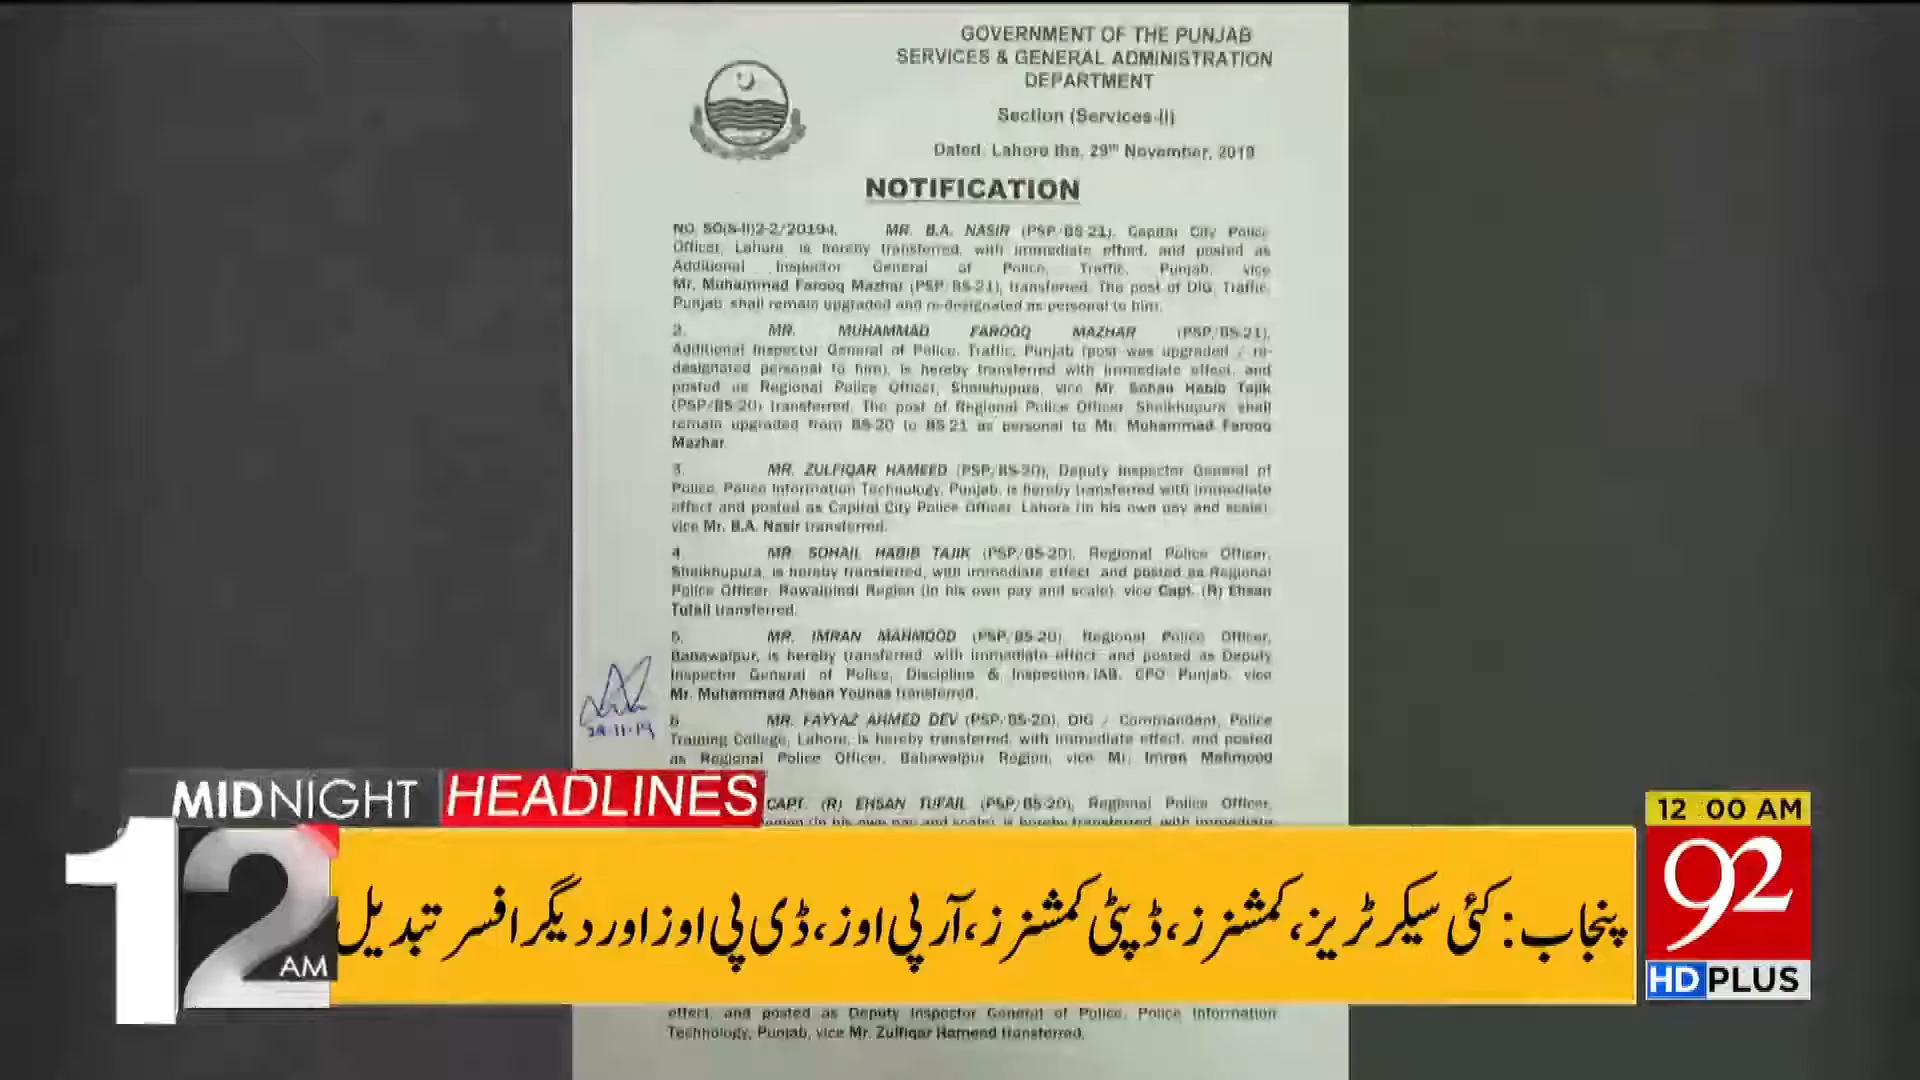 GOVERNMENT OF THE PUNJAB
SERVICES & GENERAL ADMINISTRATION
DEPARTMENT
Section (Services-II)
Dated: Lahore the, 29th November, 2019
NOTIFICATION
NO. SO(S-II)2-2/2019 MR. B.A. NASIR (PSP/BS-21), Capital City Police
Officer, Lahore, is hereby transferred, with immediate effect, and posted as
Additional Inspector General of Police, Traffic, Punjab, vice
Mr. Muhammad Farooq Mazhar (PSP/BS-21), transferred. The post of DIG, Traffic,
Punjab, shall remain upgraded and re-designated as personal to him.
2. MR. MUHAMMAD FAROOQ MAZHAR (PSP/BS-21),
Additional Inspector General of Police, Traffic, Punjab (post was upgraded / re-
designated personal to him), is hereby transferred with immediate effect, and
posted as Regional Police Officer, Sheikhupura, vice Mr. Sohail Habib Tajik
(PSP/BS-20) transferred. The post of Regional Police Officer, Sheikhupura, shall
remain upgraded from BS-20 to BS-21 as personal to Mr. Muhammad Farooq
Mazhar.
3. MR. ZULFIQAR HAMEED (PSP/BS-20), Deputy Inspector General of
Police, Police Information Technology, Punjab, is hereby transferred with immediate
effect and posted as Capital City Police Officer, Lahore (in his own pay and scale),
vice Mr. B.A. Nasir transferred.
4. MR. SOHAIL HABIB TAJIK (PSP/BS-20), Regional Police Officer,
Sheikhupura, is hereby transferred, with immediate effect, and posted as Regional
Police Officer, Rawalpindi Region (in his own pay and scale), vice Capt. (R) Ehsan
Tufail transferred.
5. MR. IMRAN MAHMOOD (PSP/BS-20), Regional Police Officer,
Bahawalpur, is hereby transferred with immediate effect and posted as Deputy
Inspector General of Police, Discipline & Inspection, IAB, CPO Punjab, vice
Mr. Muhammad Ahsan Younas transferred.
6. MR. FAYYAZ AHMED DEV (PSP/BS-20), DIG / Commandant, Police
Training College, Lahore, is hereby transferred, with immediate effect, and posted
as Regional Police Officer, Bahawalpur Region, vice Mr. Imran Mahmood
CAPT. (R) EHSAN TUFAIL (PSP/BS-20), Regional Police Officer,
(in his own pay and scale), is hereby transferred, with immediate
effect, and posted as Deputy Inspector General of Police, Police Information
Technology, Punjab, vice Mr. Zulfiqar Hameed transferred.
29-11-19
MIDNIGHT HEADLINES
12 AM
پنجاب: کئی سیکرٹریز، کمشنرز، ڈپٹی کمشنرز، آر پی اوز، ڈی پی اوز اور دیگر افسر تبدیل
12:00 AM
92
HD PLUS